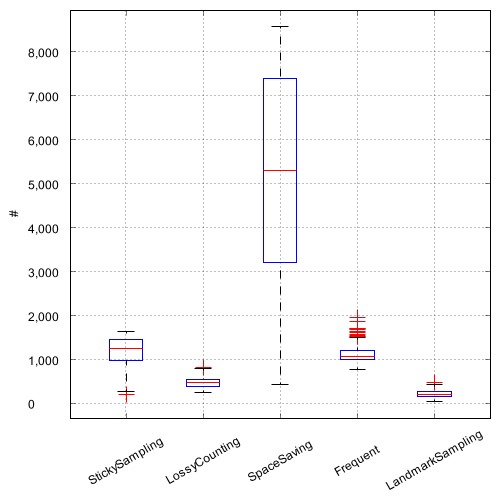 8,000
7,000
6,000
5,000
4,000
3,000
2,000
1,000
0
#
StickySampling
LossyCounting
SpaceSaving
Frequent
LandmarkSampling